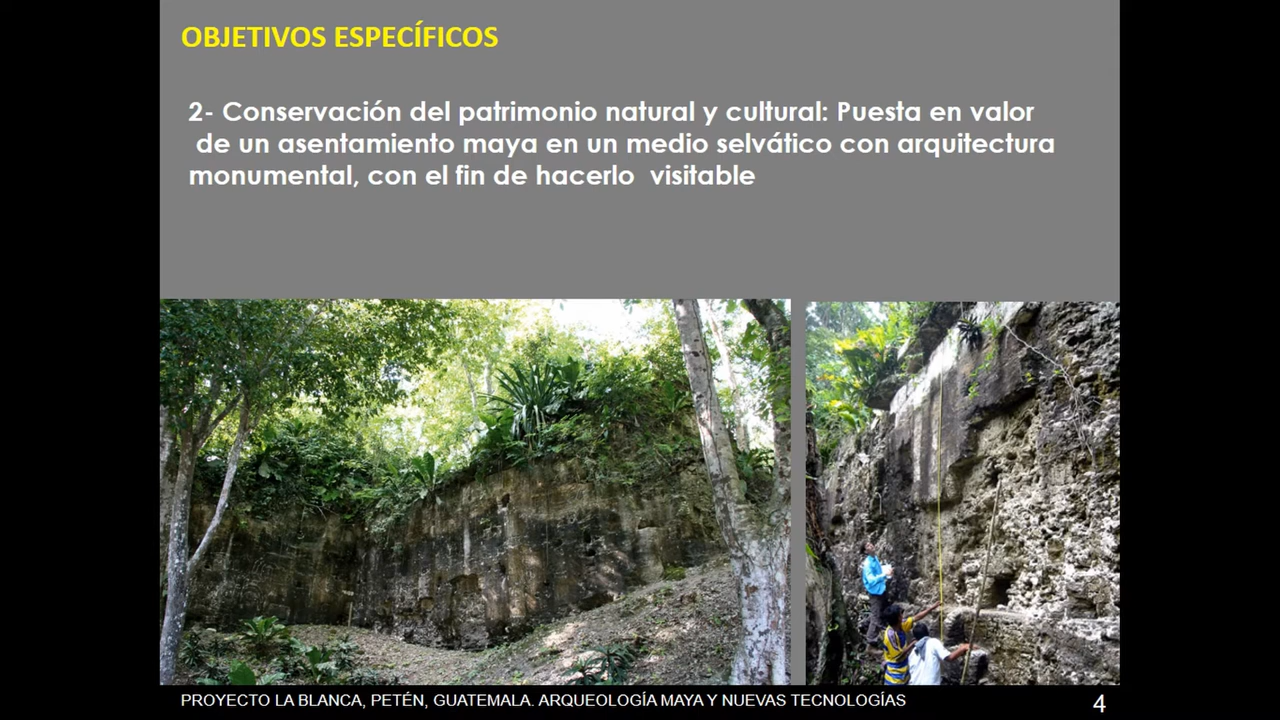 OBJETIVOS ESPECÍFICOS
2- Conservación del patrimonio natural y cultural: Puesta en valor
de un asentamiento maya en un medio selvático con arquitectura
monumental, con el fin de hacerlo visitable
PROYECTO LA BLANCA, PETÉN, GUATEMALA. ARQUEOLOGÍA MAYA Y NUEVAS TECNOLOGÍAS
4